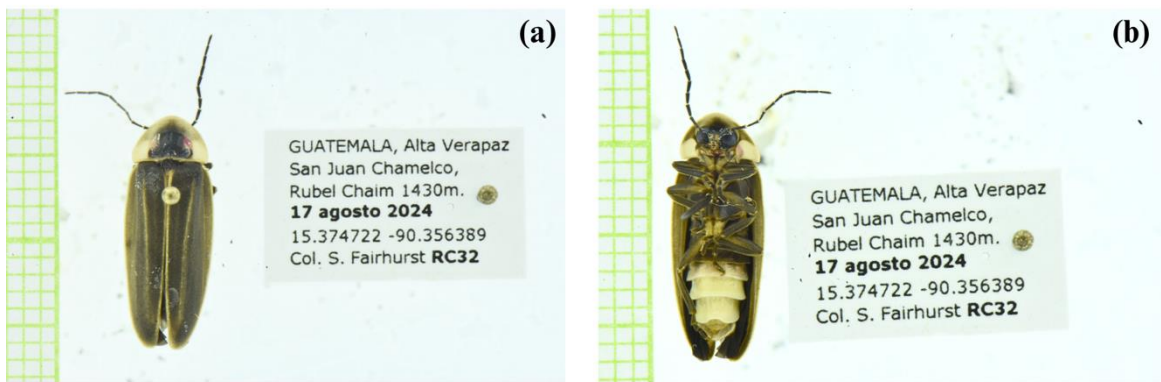 (a)
GUATEMALA, Alta Verapaz
San Juan Chamelco,
Rubel Chaim 1430m.
17 agosto 2024
15.374722 -90.356389
Col. S. Fairhurst RC32
(b)
GUATEMALA, Alta Verapaz
San Juan Chamelco,
Rubel Chaim 1430m.
17 agosto 2024
15.374722 -90.356389
Col. S. Fairhurst RC32